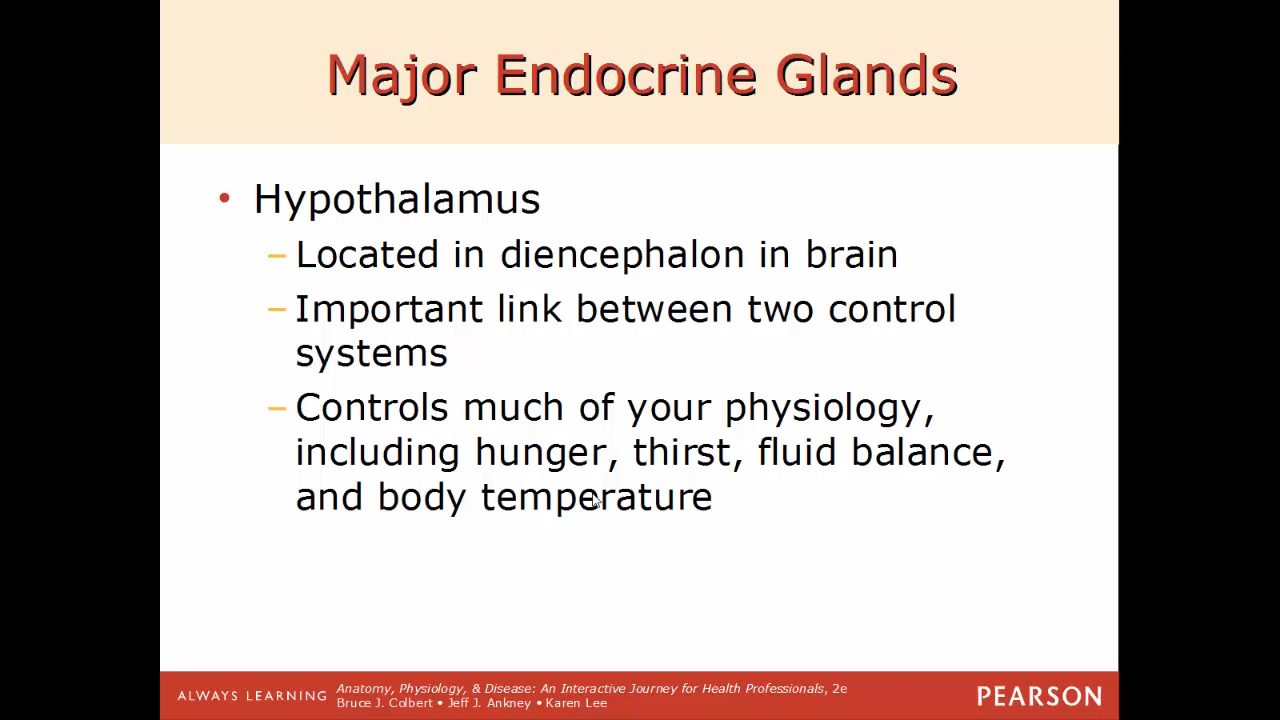 Major Endocrine Glands
• Hypothalamus
– Located in diencephalon in brain
– Important link between two control
systems
– Controls much of your physiology,
including hunger, thirst, fluid balance,
and body temperature
ALWAYS LEARNING
Anatomy, Physiology, & Disease: An Interactive Journey for Health Professionals, 2e
Bruce J. Colbert • Jeff J. Ankney • Karen Lee
PEARSON